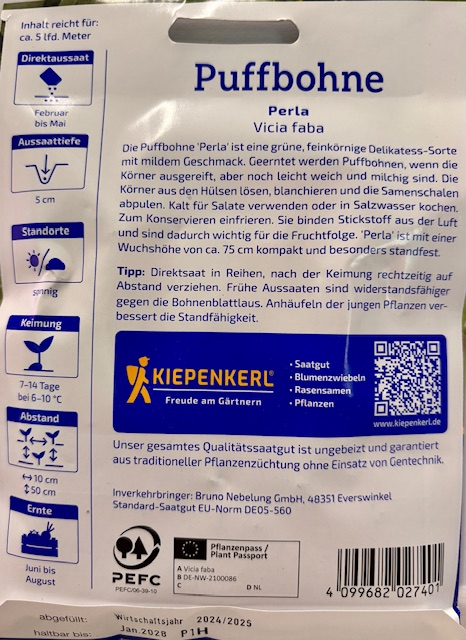 Inhalt reicht für:
ca. 5 lfd. Meter
Direktaussaat
Februar
bis Mai
Aussaattiefe
5 cm
Standorte
sonnig
Keimung
7-14 Tage
bei 6-10 °C
Abstand
↔ 10 cm
↕ 50 cm
Ernte
Juni bis
August
Puffbohne
Perla
Vicia faba
Die Puffbohne 'Perla' ist eine grüne, feinkörnige Delikatess-Sorte
mit mildem Geschmack. Geerntet werden Puffbohnen, wenn die
Körner ausgereift, aber noch leicht weich und milchig sind. Die
Körner aus den Hülsen lösen, blanchieren und die Samenschalen
abpulen. Kalt für Salate verwenden oder in Salzwasser kochen.
Zum Konservieren einfrieren. Sie binden Stickstoff aus der Luft
und sind dadurch wichtig für die Fruchtfolge. 'Perla' ist mit einer
Wuchshöhe von ca. 75 cm kompakt und besonders standfest.
Tipp: Direktsaat in Reihen, nach der Keimung rechtzeitig auf
Abstand verziehen. Frühe Aussaaten sind widerstandsfähiger
gegen die Bohnenblattlaus. Anhäufeln der jungen Pflanzen ver-
bessert die Standfähigkeit.
KIEPENKERL®
Freude am Gärtnern
• Saatgut
• Blumenzwiebeln
• Rasensamen
• Pflanzen
www.kiepenkerl.de
Unser gesamtes Qualitätssaatgut ist ungebeizt und garantiert
aus traditioneller Pflanzenzüchtung ohne Einsatz von Gentechnik.
Inverkehrbringer: Bruno Nebelung GmbH, 48351 Everswinkel
Standard-Saatgut EU-Norm DE05-560
PEFC
PEFC/06-39-10
Pflanzenpass /
Plant Passport
A Vicia faba
B DE-NW-2100086
C D NL
4 099682 027401
abgefüllt: Wirtschaftsjahr 2024/2025
haltbar bis: Jan.2028 P1H